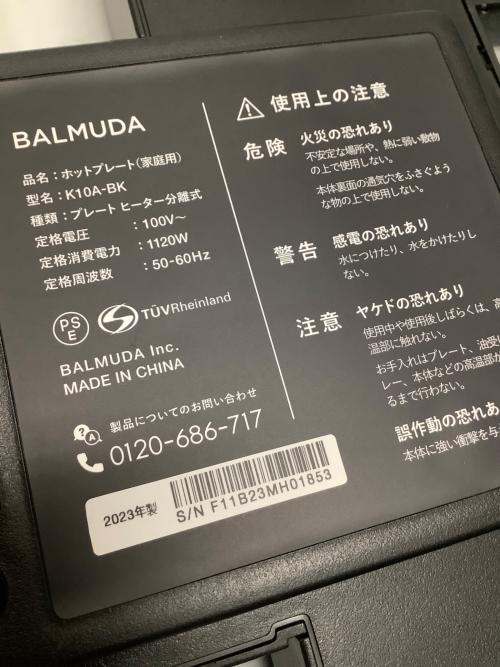 BALMUDA
品名：ホットプレート(家庭用)
型名：K10A-BK
種類：プレート ヒーター分離式
定格電圧 ：100V～
定格消費電力 ：1120W
定格周波数 ：50-60Hz
PS
E
TÜVRheinland
BALMUDA Inc.
MADE IN CHINA
製品についてのお問い合わせ
0120-686-717
2023年製
S/N F11B23MH01853
使用上の注意
危険 火災の恐れあり
不安定な場所や、熱に弱い敷物
の上で使用しない。
本体裏面の通気穴をふさぐよう
な物の上で使用しない。
警告 感電の恐れあり
水につけたり、水をかけたりし
ない。
注意 ヤケドの恐れあり
使用中や使用後しばらくは、高
温部に触れない。
お手入れはプレート、油受け
レー、本体などの高温部が
るまで行わない。
誤作動の恐れあ
本体に強い衝撃を与